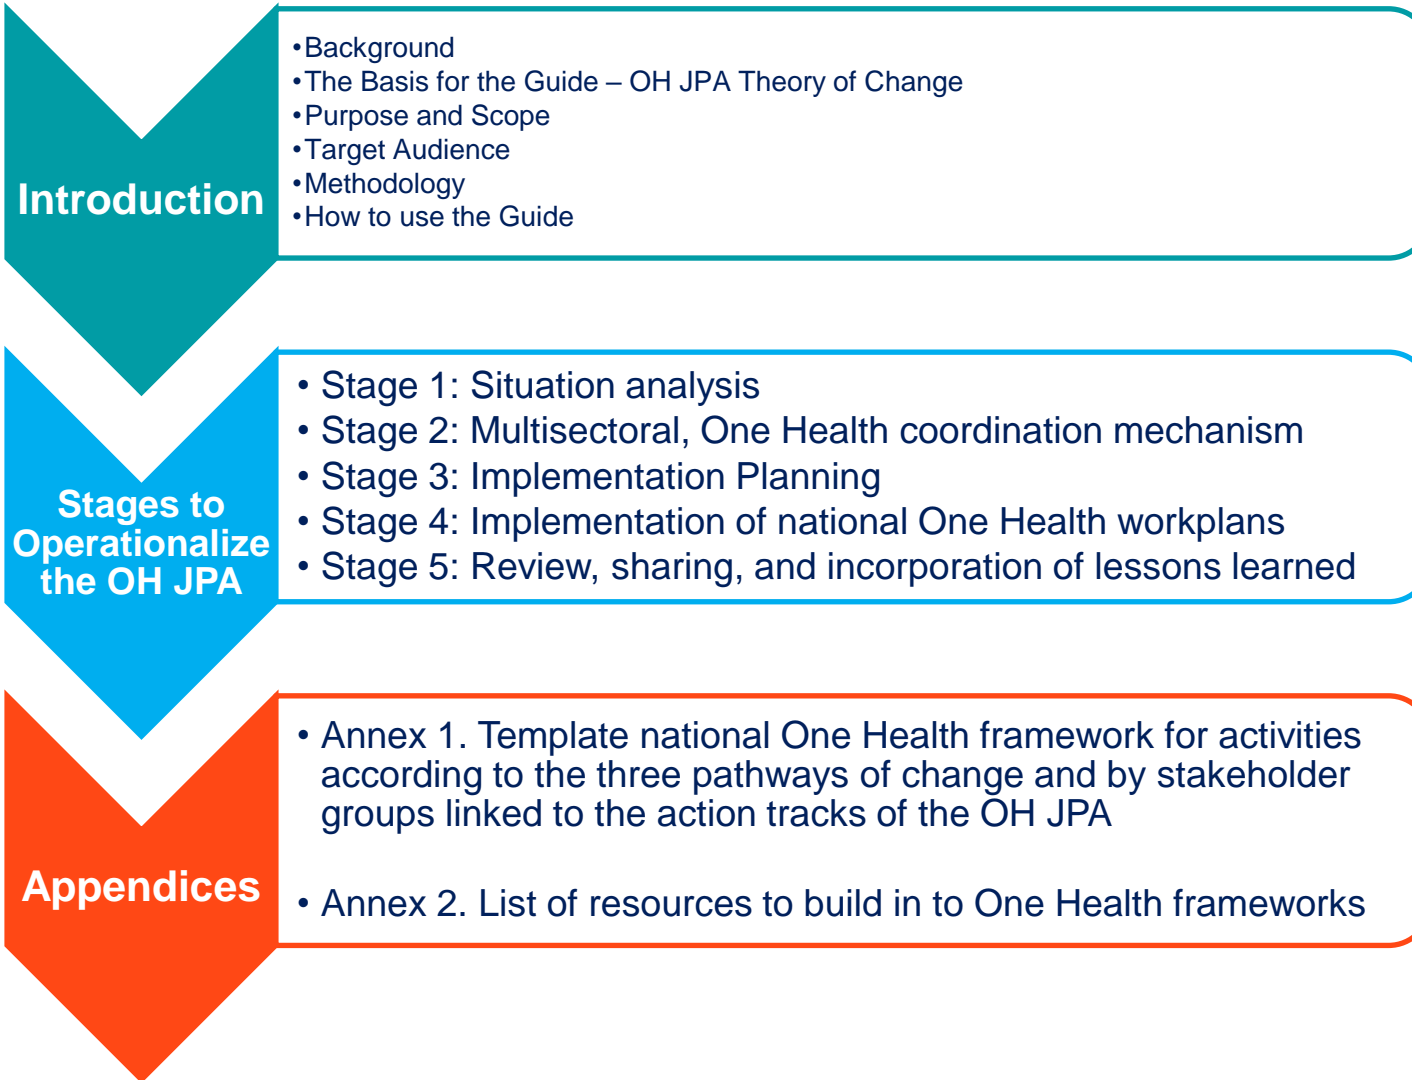 Introduction
•Background
•The Basis for the Guide – OH JPA Theory of Change
•Purpose and Scope
•Target Audience
•Methodology
•How to use the Guide
Stages to
Operationalize
the OH JPA
• Stage 1: Situation analysis
• Stage 2: Multisectoral, One Health coordination mechanism
• Stage 3: Implementation Planning
• Stage 4: Implementation of national One Health workplans
• Stage 5: Review, sharing, and incorporation of lessons learned
Appendices
• Annex 1. Template national One Health framework for activities
according to the three pathways of change and by stakeholder
groups linked to the action tracks of the OH JPA
• Annex 2. List of resources to build in to One Health frameworks